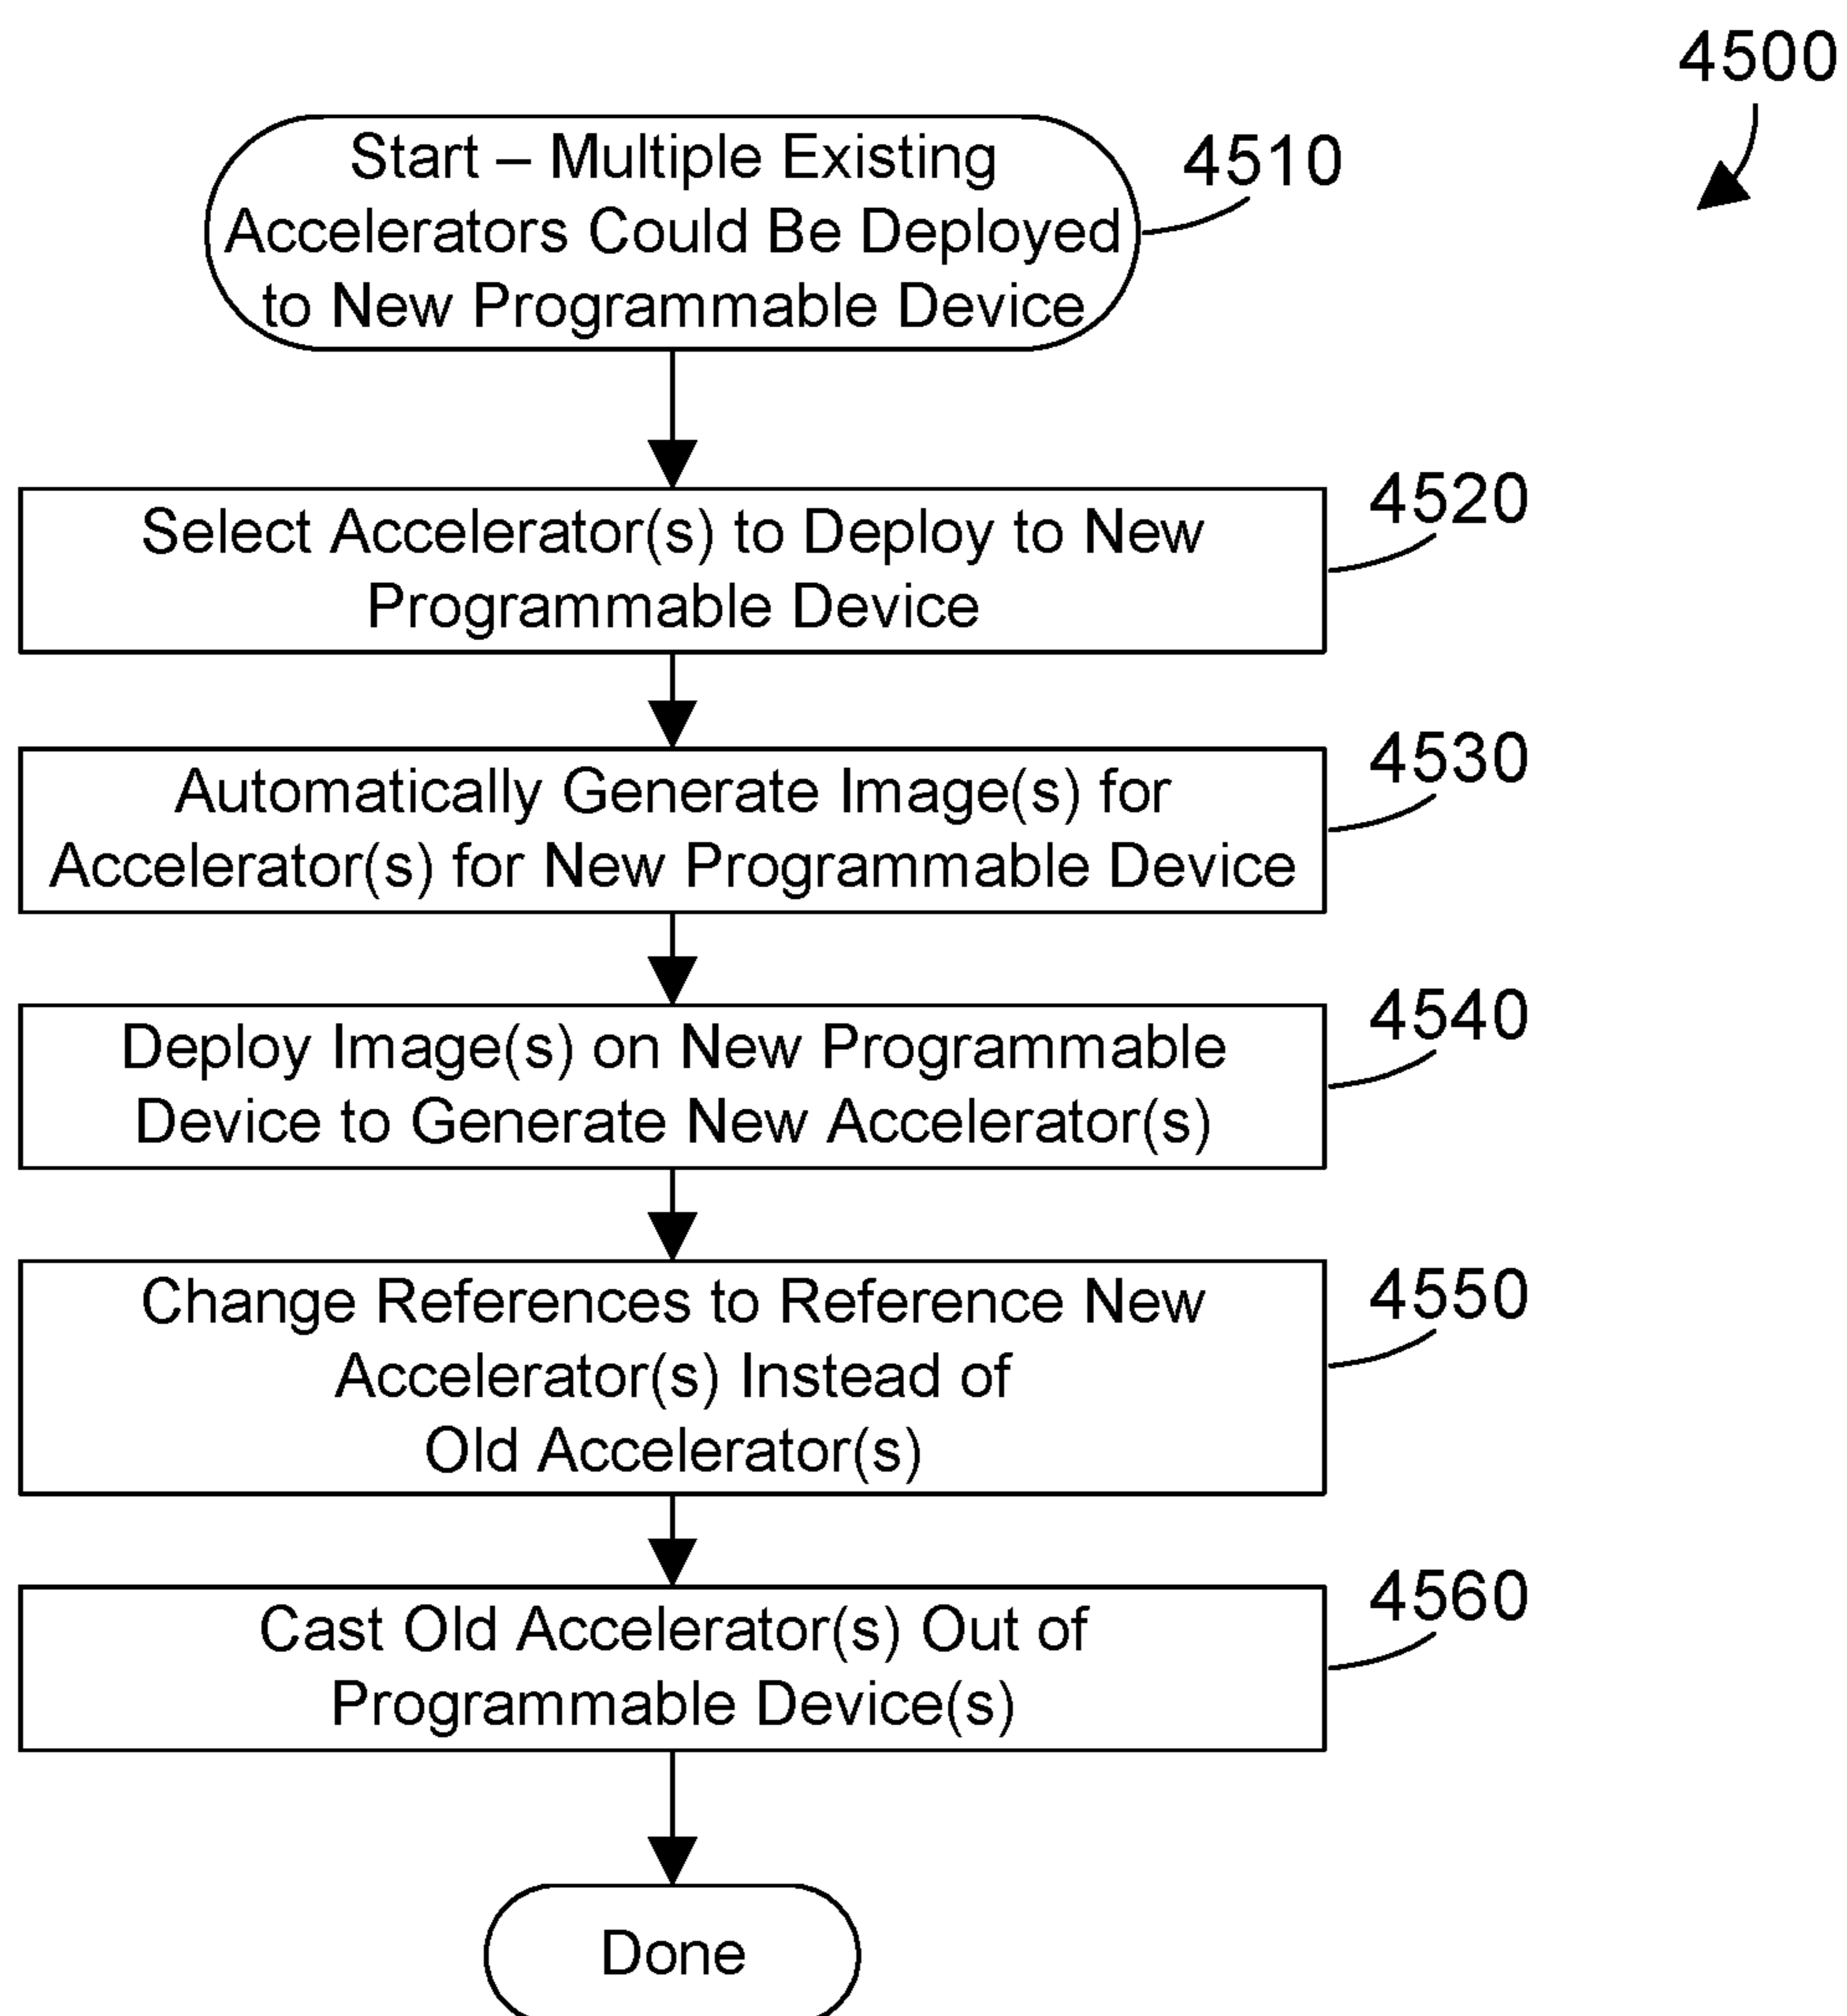 4500
Start – Multiple Existing
Accelerators Could Be Deployed
to New Programmable Device
4510
Select Accelerator(s) to Deploy to New
Programmable Device
4520
Automatically Generate Image(s) for
Accelerator(s) for New Programmable Device
4530
Deploy Image(s) on New Programmable
Device to Generate New Accelerator(s)
4540
Change References to Reference New
Accelerator(s) Instead of
Old Accelerator(s)
4550
Cast Old Accelerator(s) Out of
Programmable Device(s)
4560
Done